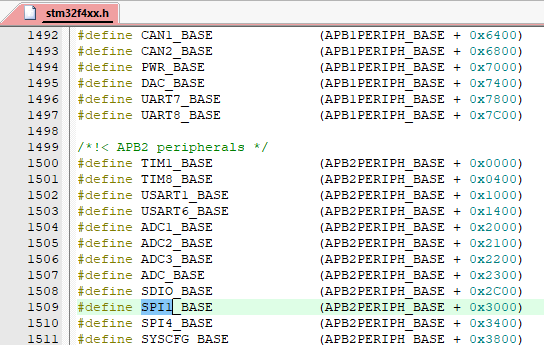 stm32f4xx.h
1492 #define CAN1_BASE (APB1PERIPH_BASE + 0x6400)
1493 #define CAN2_BASE (APB1PERIPH_BASE + 0x6800)
1494 #define PWR_BASE (APB1PERIPH_BASE + 0x7000)
1495 #define DAC_BASE (APB1PERIPH_BASE + 0x7400)
1496 #define UART7_BASE (APB1PERIPH_BASE + 0x7800)
1497 #define UART8_BASE (APB1PERIPH_BASE + 0x7C00)
1498
1499 /*!< APB2 peripherals */
1500 #define TIM1_BASE (APB2PERIPH_BASE + 0x0000)
1501 #define TIM8_BASE (APB2PERIPH_BASE + 0x0400)
1502 #define USART1_BASE (APB2PERIPH_BASE + 0x1000)
1503 #define USART6_BASE (APB2PERIPH_BASE + 0x1400)
1504 #define ADC1_BASE (APB2PERIPH_BASE + 0x2000)
1505 #define ADC2_BASE (APB2PERIPH_BASE + 0x2100)
1506 #define ADC3_BASE (APB2PERIPH_BASE + 0x2200)
1507 #define ADC_BASE (APB2PERIPH_BASE + 0x2300)
1508 #define SDIO_BASE (APB2PERIPH_BASE + 0x2C00)
1509 #define SPI1_BASE (APB2PERIPH_BASE + 0x3000)
1510 #define SPI4_BASE (APB2PERIPH_BASE + 0x3400)
1511 #define SYSCFG_BASE (APB2PERIPH_BASE + 0x3800)